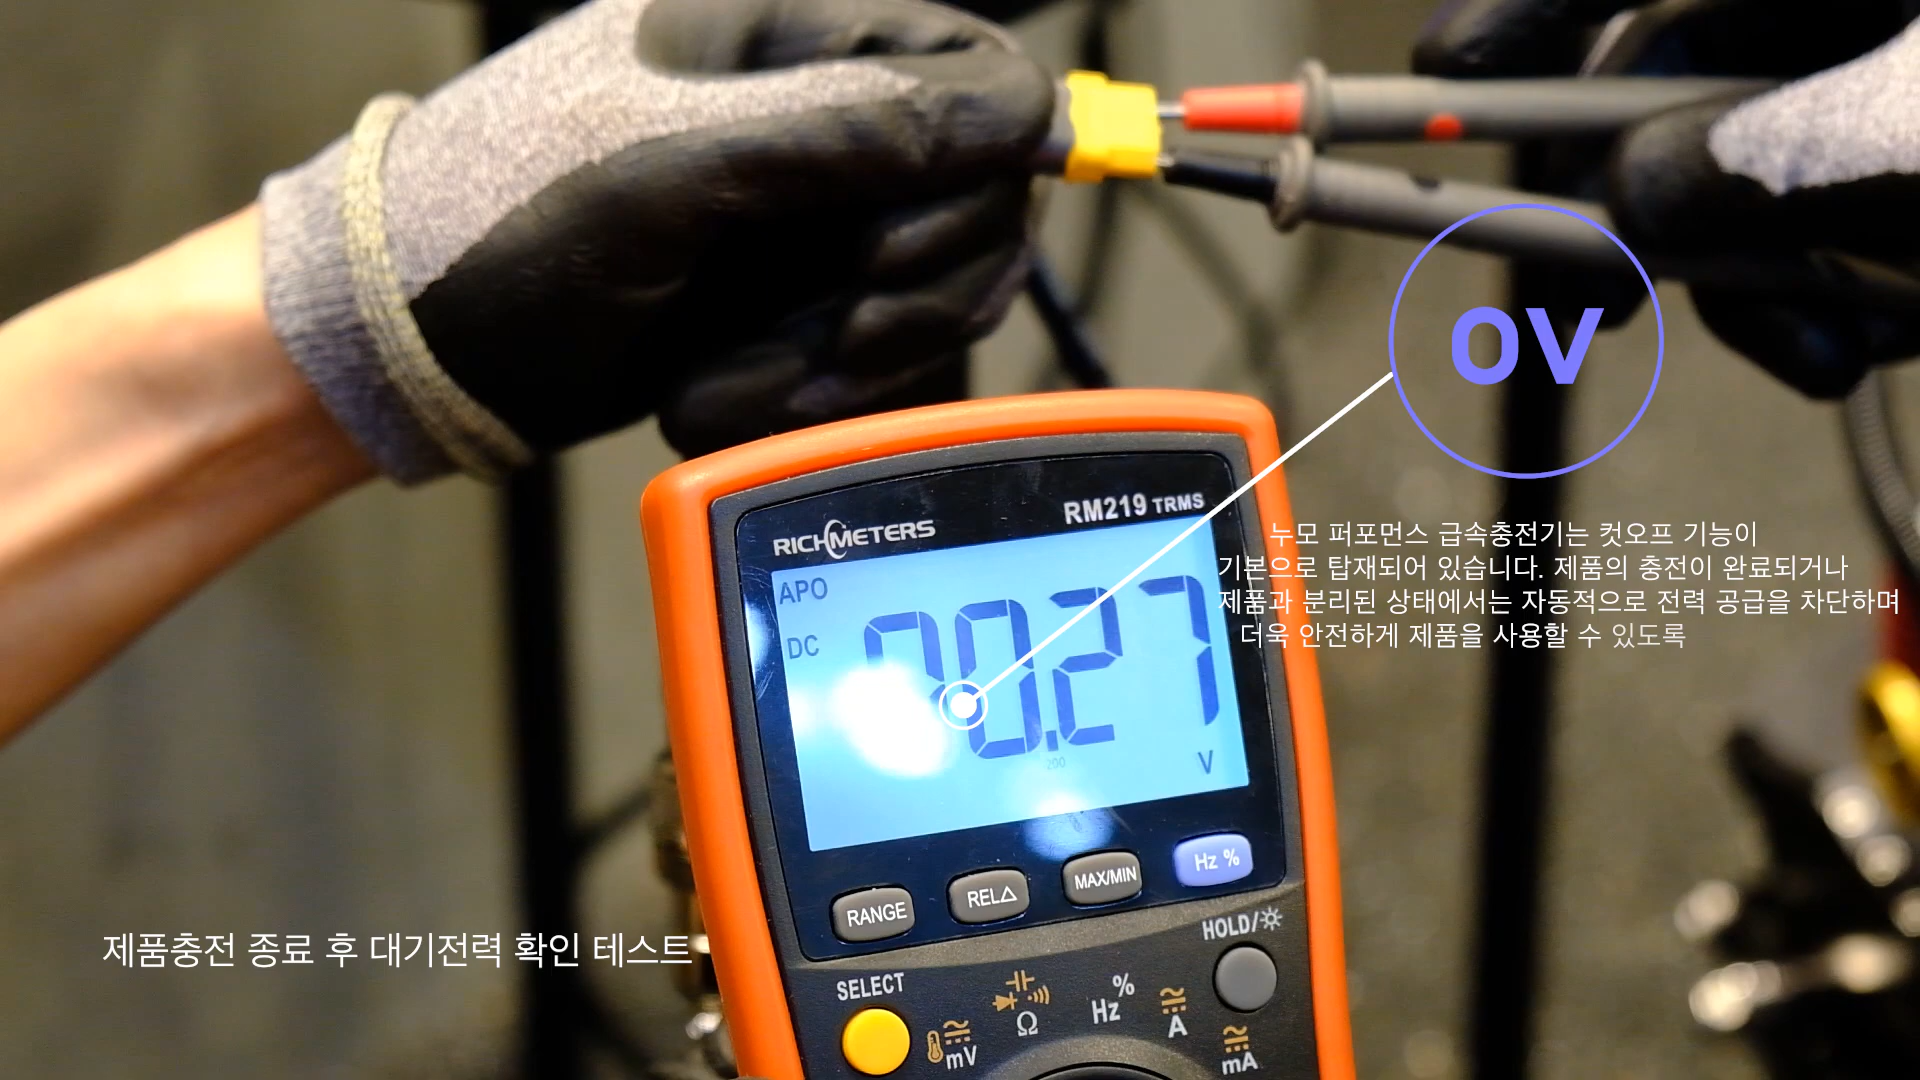 0V
RICHMETERS
RM219 TRMS
APO
DC
00.27
200
V
누모 퍼포먼스 급속충전기는 컷오프 기능이
기본으로 탑재되어 있습니다. 제품의 충전이 완료되거나
제품과 분리된 상태에서는 자동적으로 전력 공급을 차단하며
더욱 안전하게 제품을 사용할 수 있도록
RANGE
REL△
MAX/MIN
Hz %
HOLD/
제품충전 종료 후 대기전력 확인 테스트
SELECT
mV
Ω
Hz
%
A
mA